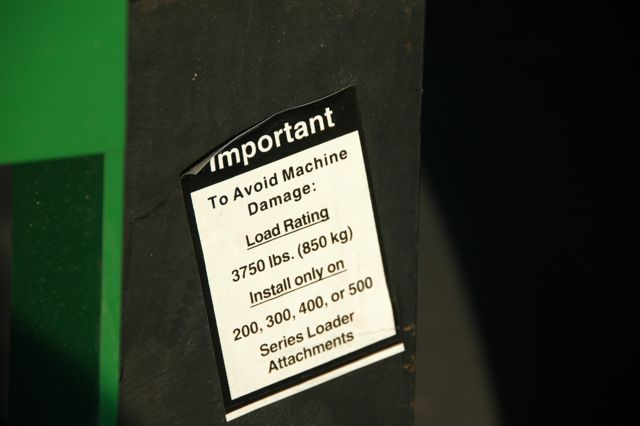 Important
To Avoid Machine
Damage:
Load Rating
3750 lbs. (850 kg)
Install only on
200, 300, 400, or 500
Series Loader
Attachments